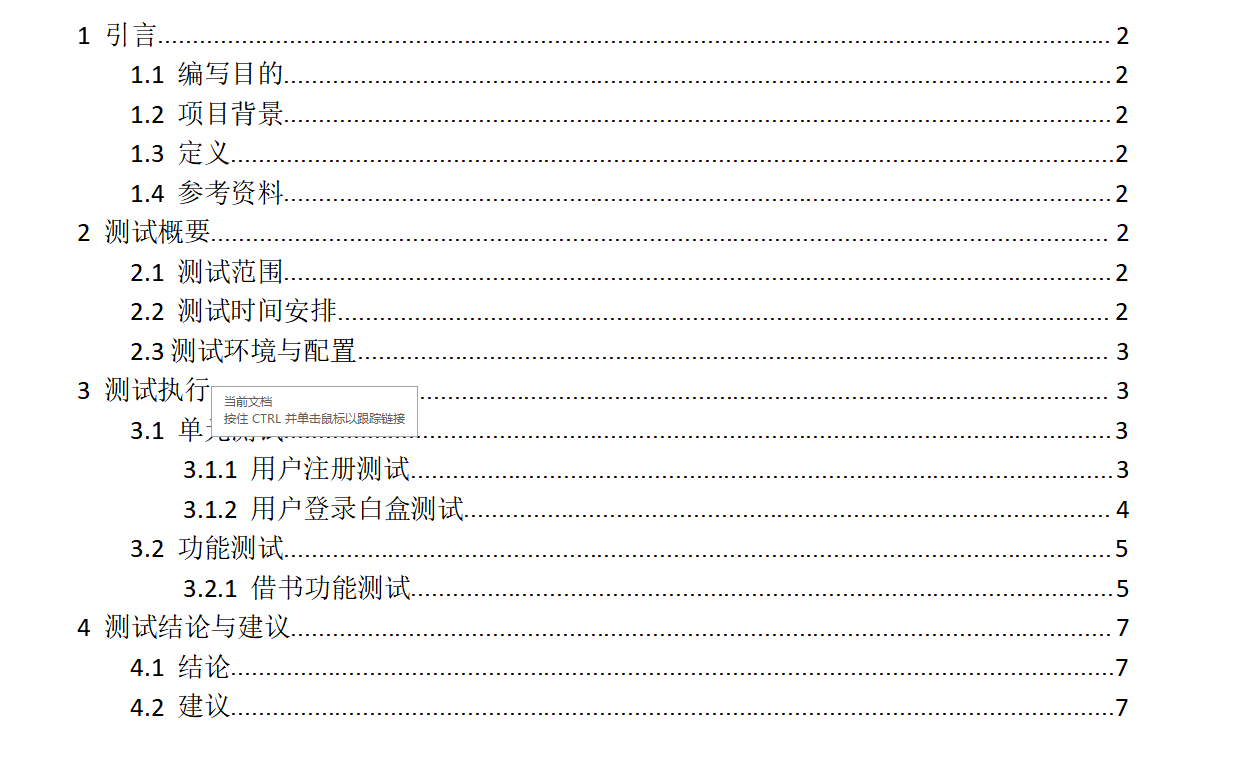 1 引言 2
1.1 编写目的 2
1.2 项目背景 2
1.3 定义 2
1.4 参考资料 2
2 测试概要 2
2.1 测试范围 2
2.2 测试时间安排 2
2.3 测试环境与配置 3
3 测试执行 3
当前文档
按住 CTRL 并单击鼠标以跟踪链接
3.1 单元测试 3
3.1.1 用户注册测试 3
3.1.2 用户登录白盒测试 4
3.2 功能测试 5
3.2.1 借书功能测试 5
4 测试结论与建议 7
4.1 结论 7
4.2 建议 7